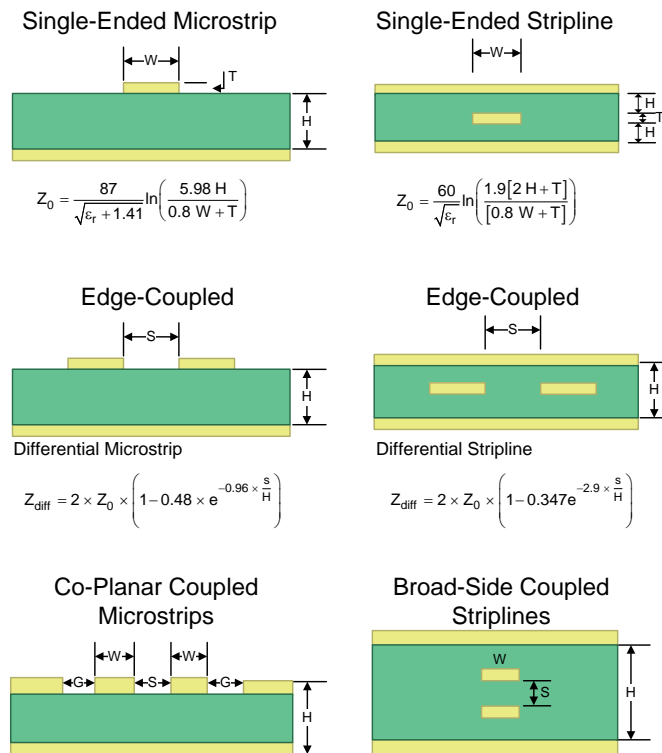 Single-Ended Microstrip
W
T
H
Z₀ = 87 / √(εr + 1.41) ln( 5.98 H / 0.8 W + T )
Single-Ended Stripline
W
H
T
H
Z₀ = 60 / √εr ln( 1.9[2 H + T] / [0.8 W + T] )
Edge-Coupled
S
H
Differential Microstrip
Zdiff = 2 × Z₀ × ( 1 − 0.48 × e^(−0.96 × s/H) )
Edge-Coupled
S
H
Differential Stripline
Zdiff = 2 × Z₀ × ( 1 − 0.347e^(−2.9 × s/H) )
Co-Planar Coupled
Microstrips
W W
G S G
H
Broad-Side Coupled
Striplines
W
S
H